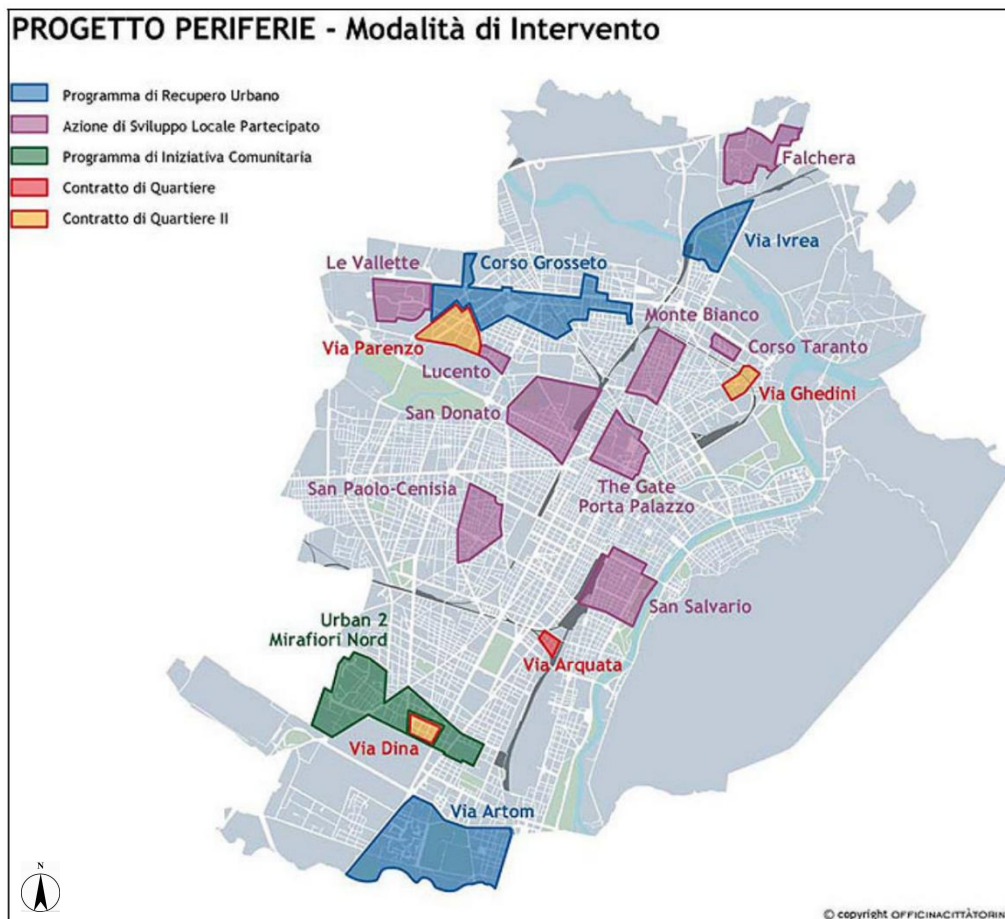 PROGETTO PERIFERIE - Modalità di Intervento
Programma di Recupero Urbano
Azione di Sviluppo Locale Partecipato
Programma di Iniziativa Comunitaria
Contratto di Quartiere
Contratto di Quartiere II
Falchera
Via Ivrea
Le Vallette
Corso Grosseto
Monte Bianco
Via Parenzo
Corso Taranto
Lucento
Via Ghedini
San Donato
San Paolo-Cenisia
The Gate
Porta Palazzo
San Salvario
Urban 2
Mirafiori Nord
Via Arquata
Via Dina
Via Artom
N
© copyright OFFICINACITTÀTORIN